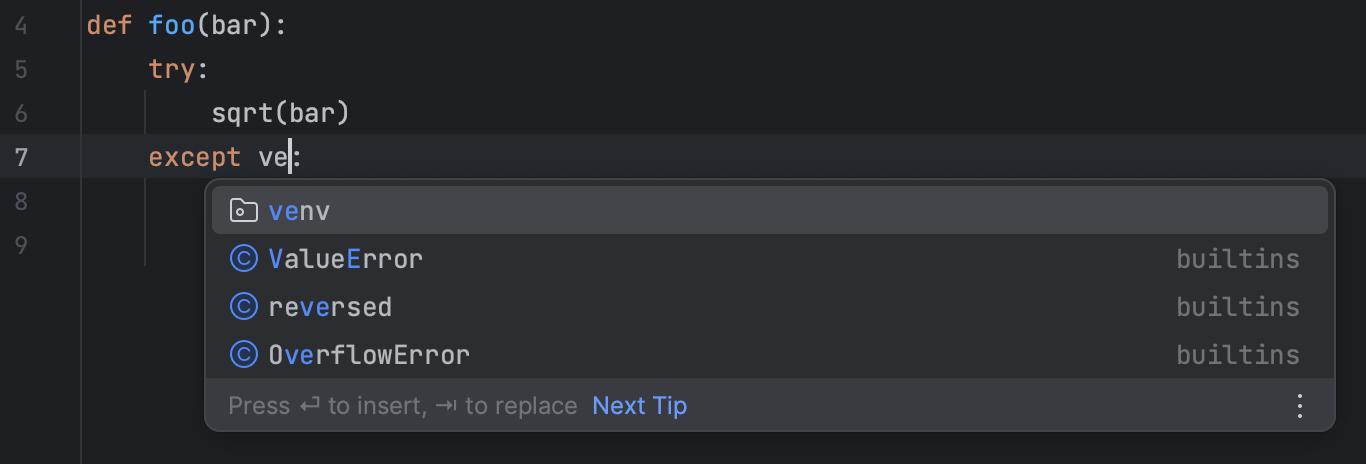 4 def foo(bar):
5 try:
6 sqrt(bar)
7 except ve:
8
9
venv
ValueError builtins
reversed builtins
OverflowError builtins
Press ⏎ to insert, ⇥ to replace Next Tip